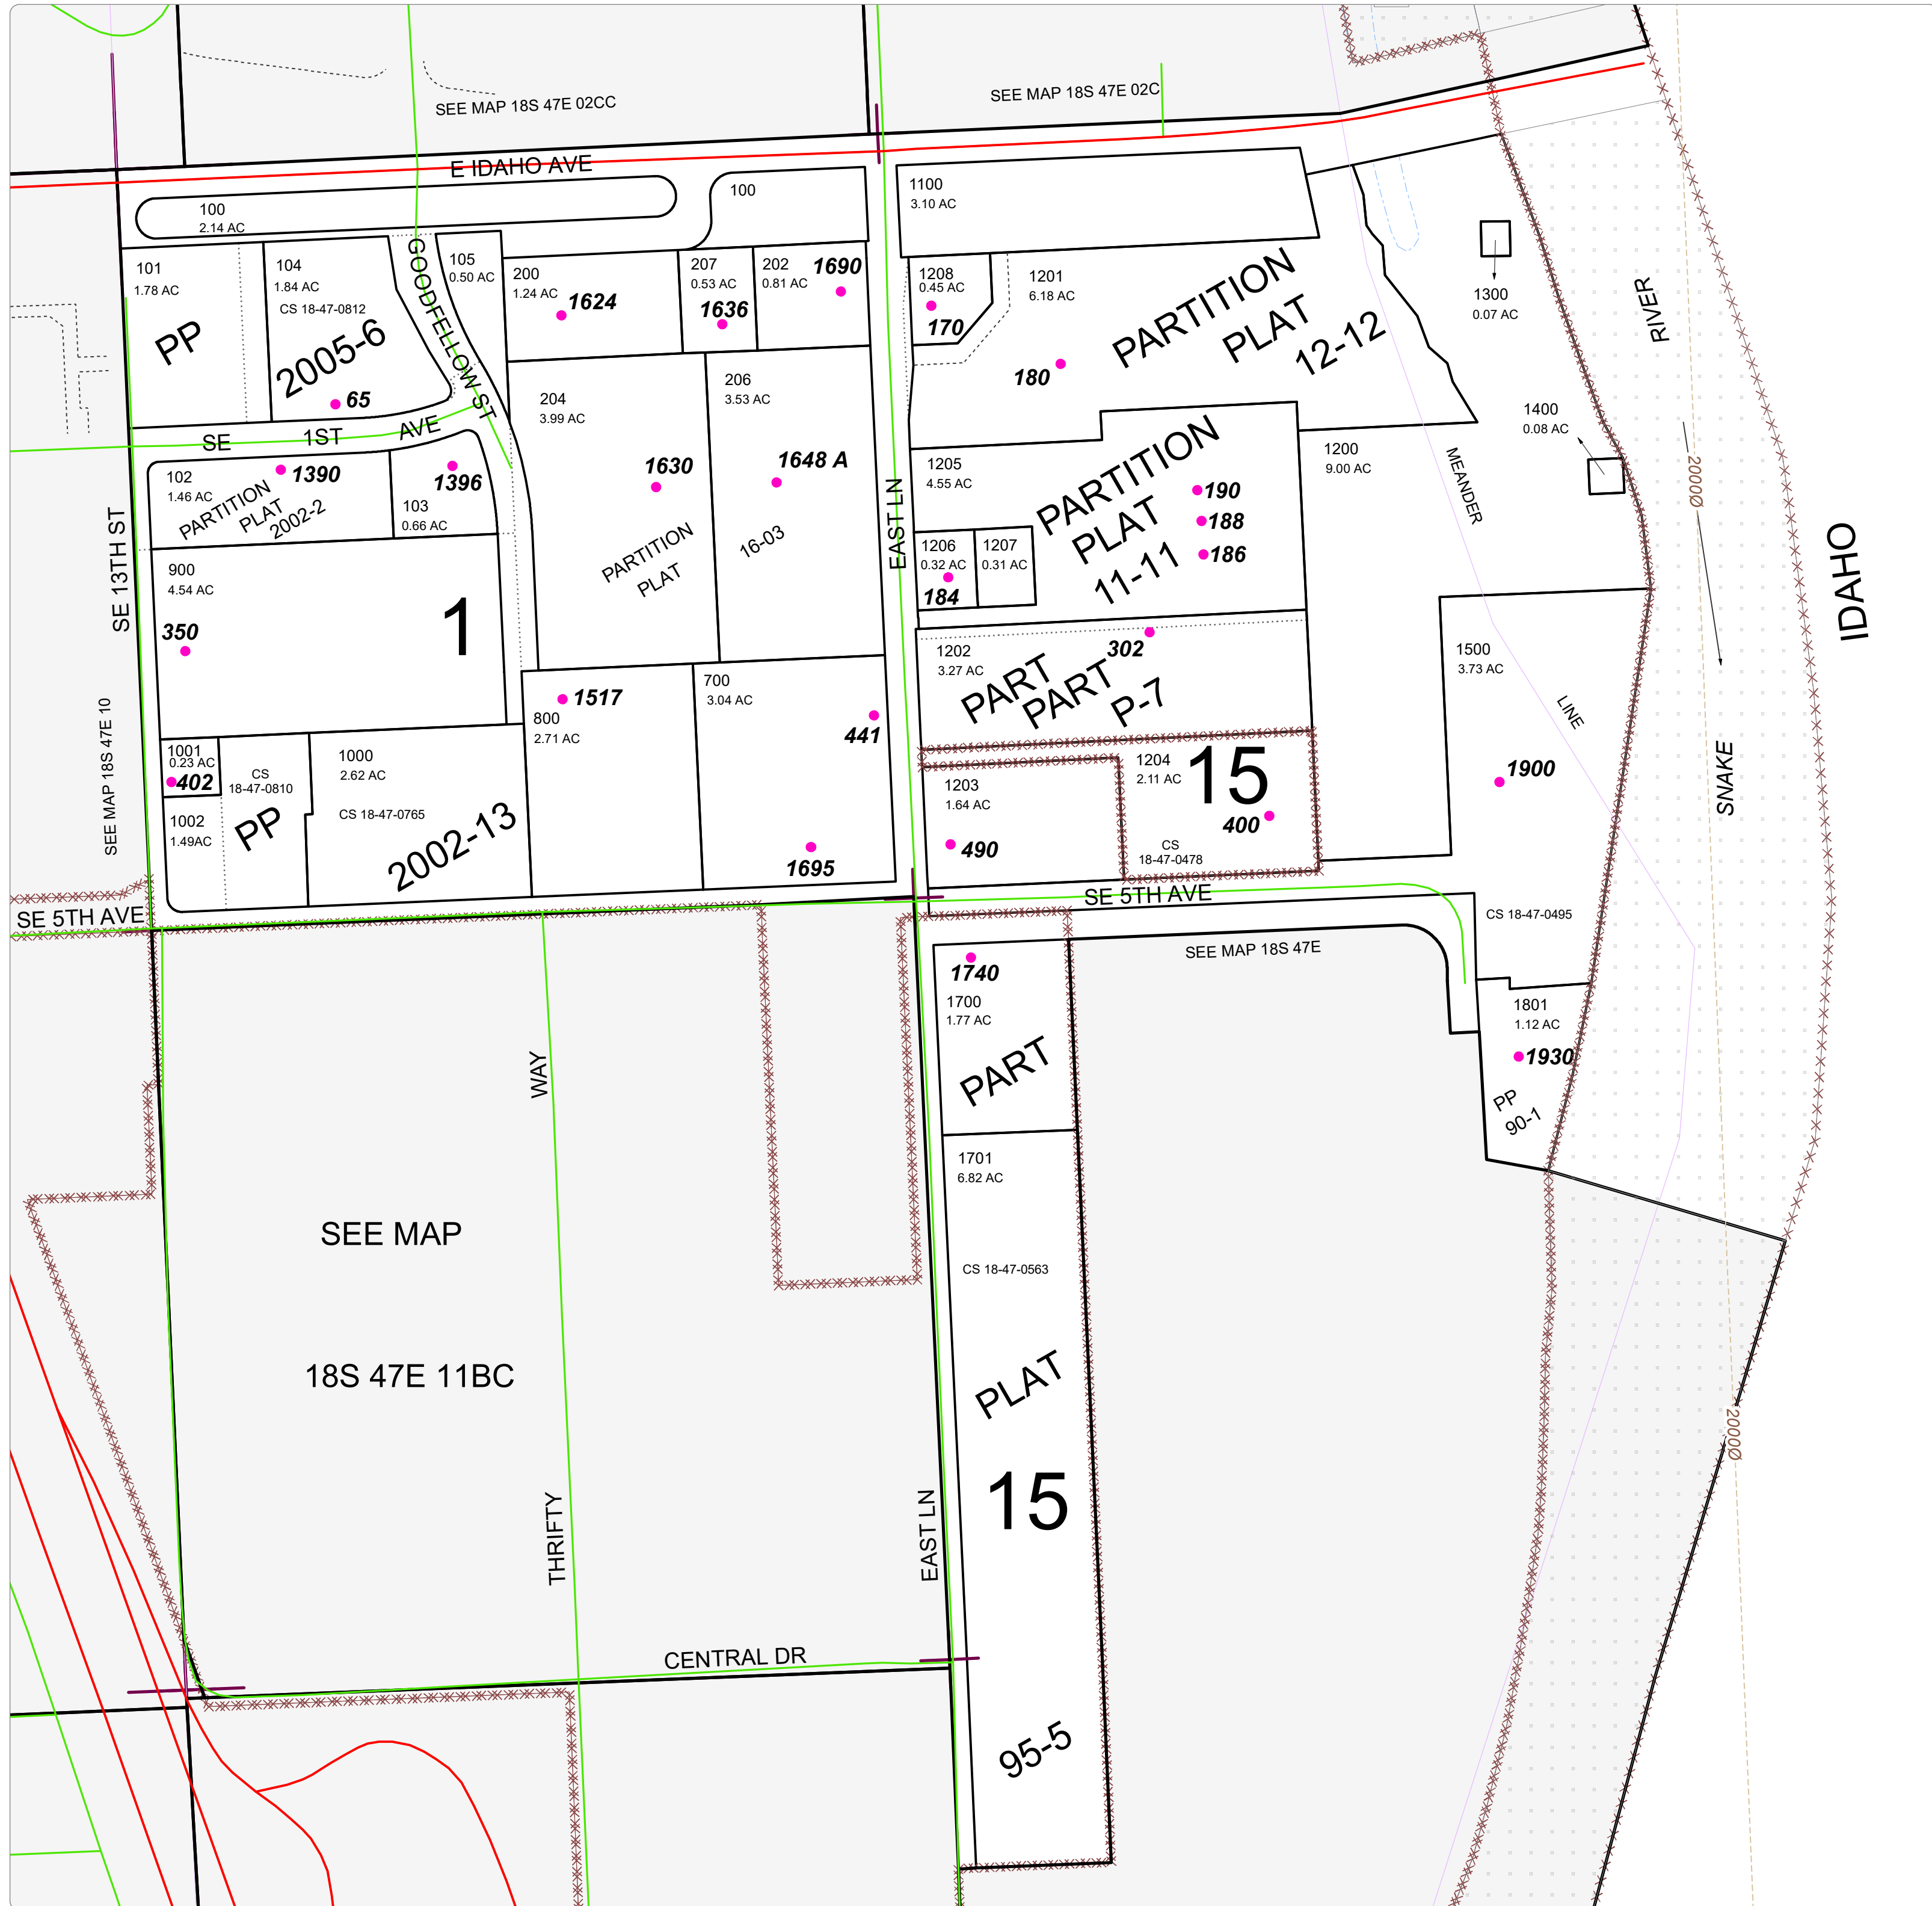 SEE MAP 18S 47E 02CC
SEE MAP 18S 47E 02C
E IDAHO AVE
100
2.14 AC
100
1100
3.10 AC
101
1.78 AC
PP
104
1.84 AC
CS 18-47-0812
2005-6
65
GOODFELLOW ST
105
0.50 AC
200
1.24 AC
1624
207
0.53 AC
1636
202
0.81 AC
1690
1208
0.45 AC
170
1201
6.18 AC
180
PARTITION
PLAT
12-12
1300
0.07 AC
RIVER
1400
0.08 AC
SE 1ST AVE
102
1.46 AC
1390
PARTITION
PLAT
2002-2
103
0.66 AC
1396
204
3.99 AC
1630
PARTITION
PLAT
206
3.53 AC
1648 A
16-03
EAST LN
1205
4.55 AC
PARTITION
PLAT
11-11
190
188
186
1206
0.32 AC
184
1207
0.31 AC
1200
9.00 AC
MEANDER
LINE
2000Ø
IDAHO
SE 13TH ST
900
4.54 AC
350
1
1202
3.27 AC
302
PART
PART
P-7
1500
3.73 AC
1900
SNAKE
SEE MAP 18S 47E 10
1001
0.23 AC
402
1002
1.49AC
CS
18-47-0810
PP
1000
2.62 AC
CS 18-47-0765
2002-13
1517
800
2.71 AC
700
3.04 AC
441
1695
1203
1.64 AC
490
1204
2.11 AC
15
400
CS
18-47-0478
SE 5TH AVE
SE 5TH AVE
SEE MAP 18S 47E
CS 18-47-0495
1740
1700
1.77 AC
PART
1801
1.12 AC
1930
PP
90-1
WAY
1701
6.82 AC
SEE MAP
CS 18-47-0563
18S 47E 11BC
PLAT
2000Ø
15
THRIFTY
EAST LN
CENTRAL DR
95-5